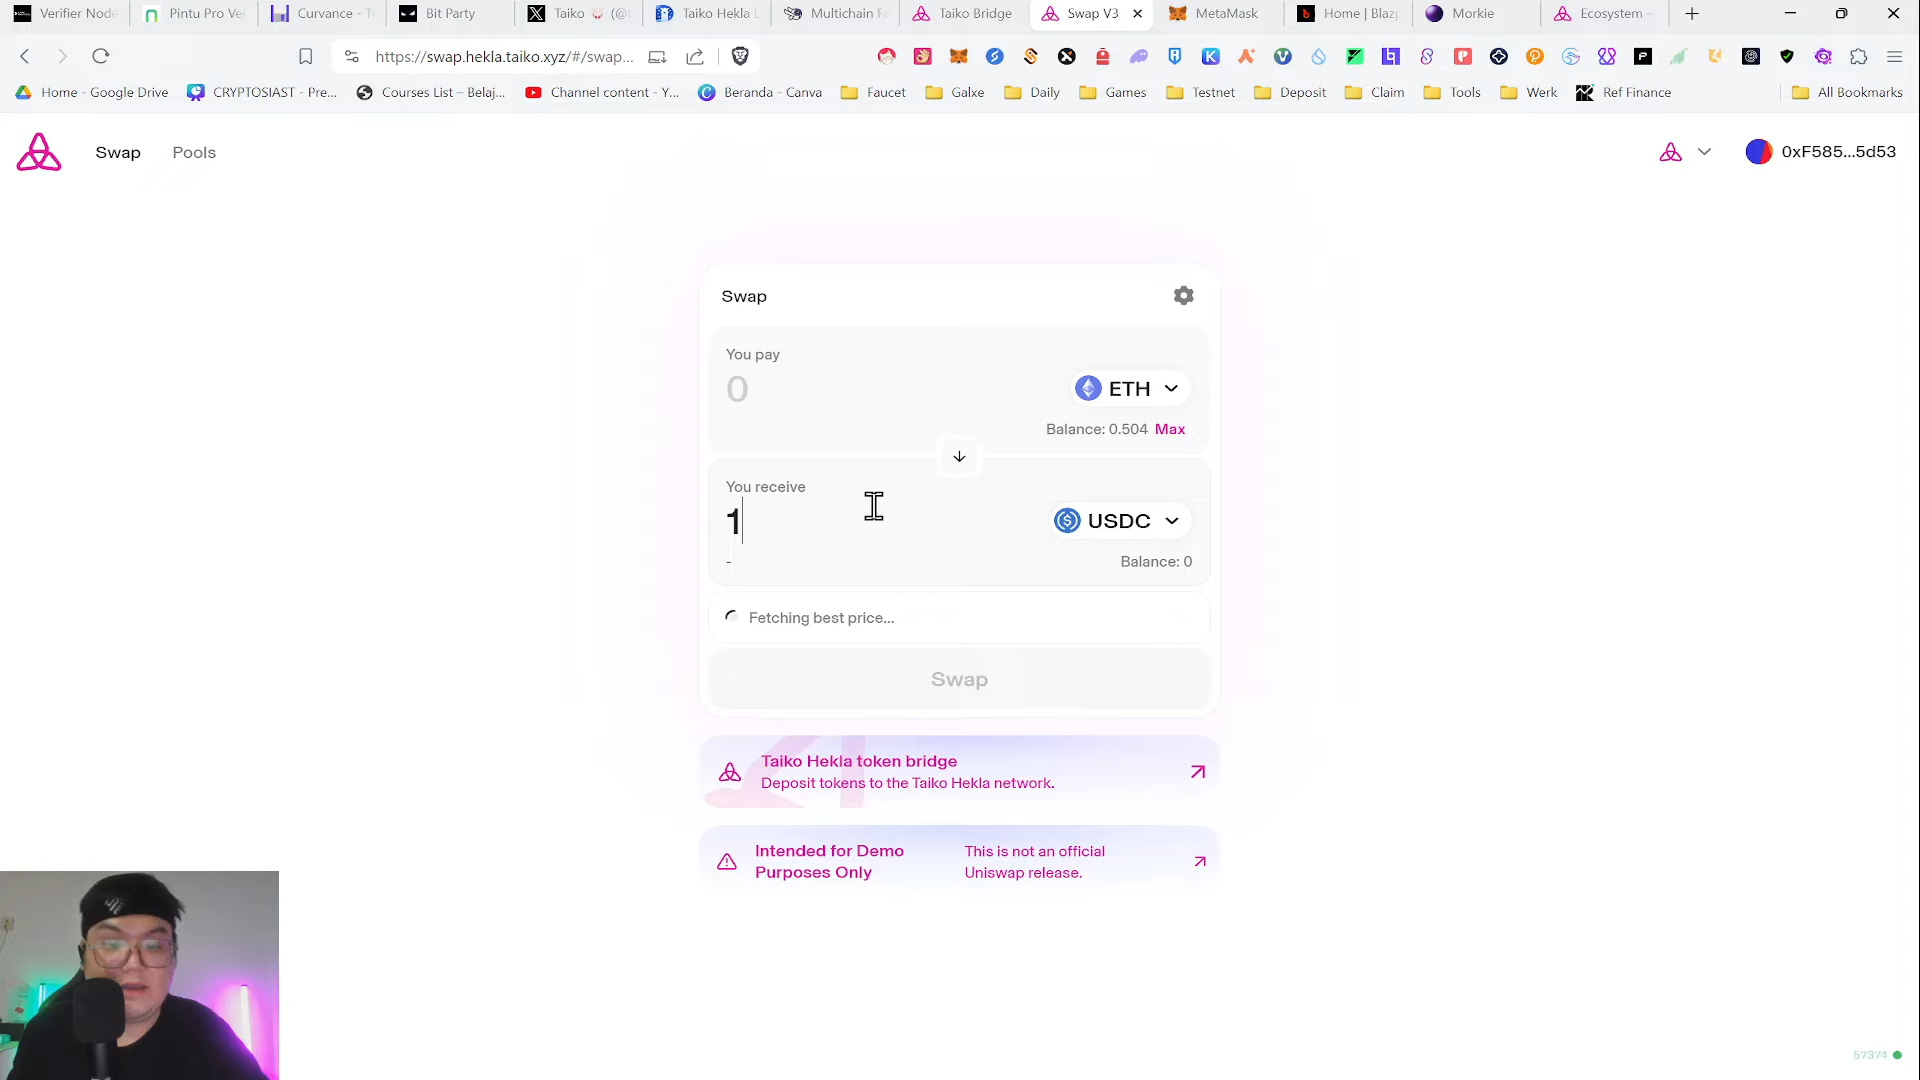 Verifier Node
Pintu Pro Ve
Curvance - T
Bit Party
Taiko
Taiko Hekla
Multichain Fa
Taiko Bridge
Swap V3
MetaMask
Home | Blaz
Morkie
Ecosystem -
https://swap.hekla.taiko.xyz/#/swap...
Home - Google Drive
CRYPTOSIAST - Pre...
Courses List – Belaj...
Channel content - Y...
Beranda - Canva
Faucet
Galxe
Daily
Games
Testnet
Deposit
Claim
Tools
Werk
Ref Finance
All Bookmarks
Swap
Pools
0xF585...5d53
Swap
You pay
0
ETH
Balance: 0.504 Max
You receive
1
USDC
-
Balance: 0
Fetching best price...
Swap
Taiko Hekla token bridge
Deposit tokens to the Taiko Hekla network.
Intended for Demo
Purposes Only
This is not an official
Uniswap release.
57374